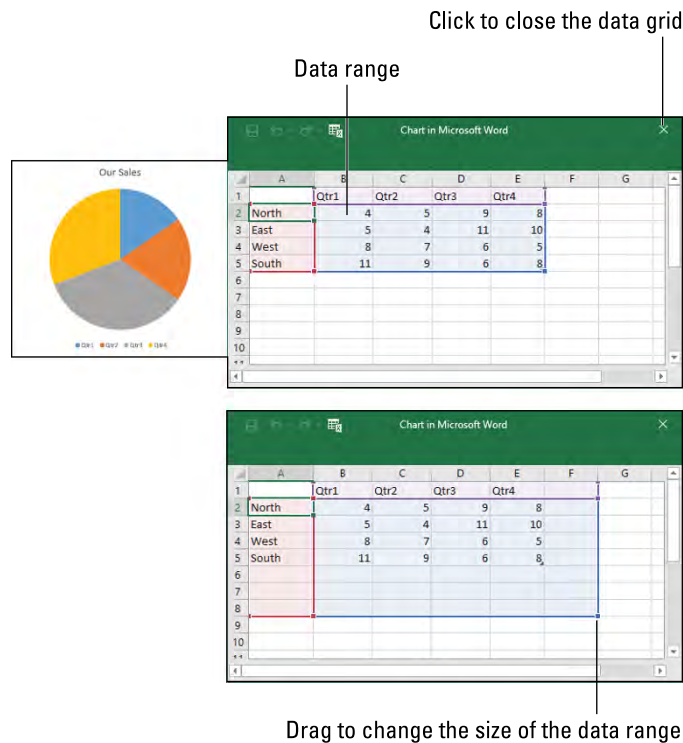 Click to close the data grid
Data range
Chart in Microsoft Word
Our Sales
A B C D E F G
1 Qtr1 Qtr2 Qtr3 Qtr4
2 North 4 5 9 8
3 East 5 4 11 10
4 West 8 7 6 5
5 South 11 9 6 8
6
7
8
9
10
Qtr1 Qtr2 Qtr3 Qtr4
Chart in Microsoft Word
A B C D E F G
1 Qtr1 Qtr2 Qtr3 Qtr4
2 North 4 5 9 8
3 East 5 4 11 10
4 West 8 7 6 5
5 South 11 9 6 8
6
7
8
9
10
Drag to change the size of the data range